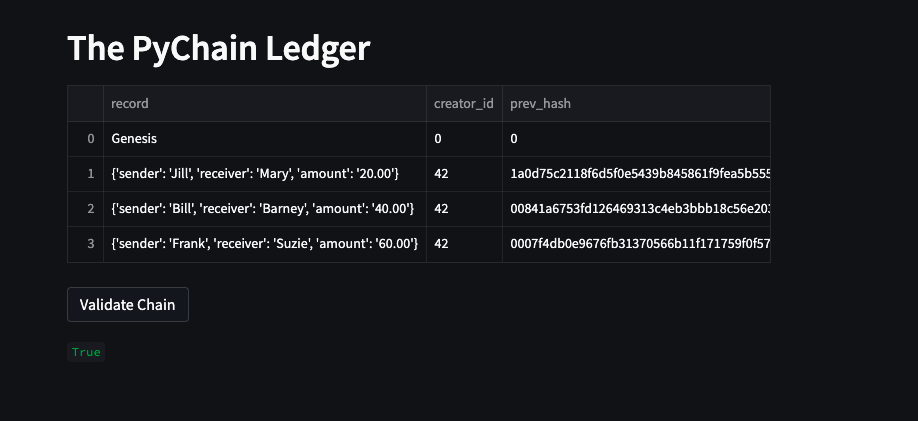 The PyChain Ledger
record creator_id prev_hash
0 Genesis 0 0
1 {'sender': 'Jill', 'receiver': 'Mary', 'amount': '20.00'} 42 1a0d75c2118f6d5f0e5439b845861f9fea5b555
2 {'sender': 'Bill', 'receiver': 'Barney', 'amount': '40.00'} 42 00841a6753fd126469313c4eb3bbb18c56e203
3 {'sender': 'Frank', 'receiver': 'Suzie', 'amount': '60.00'} 42 0007f4db0e9676fb31370566b11f171759f0f57
Validate Chain
True